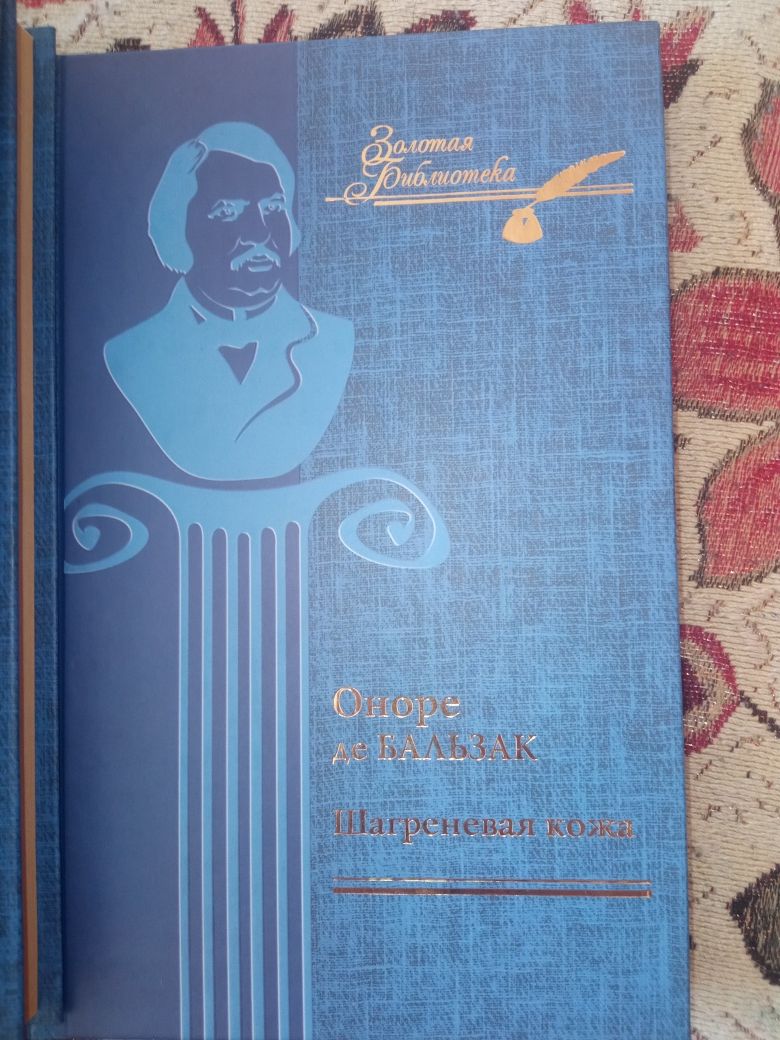 Золотая
Библиотека
Оноре
де БАЛЬЗАК
Шагреневая кожа